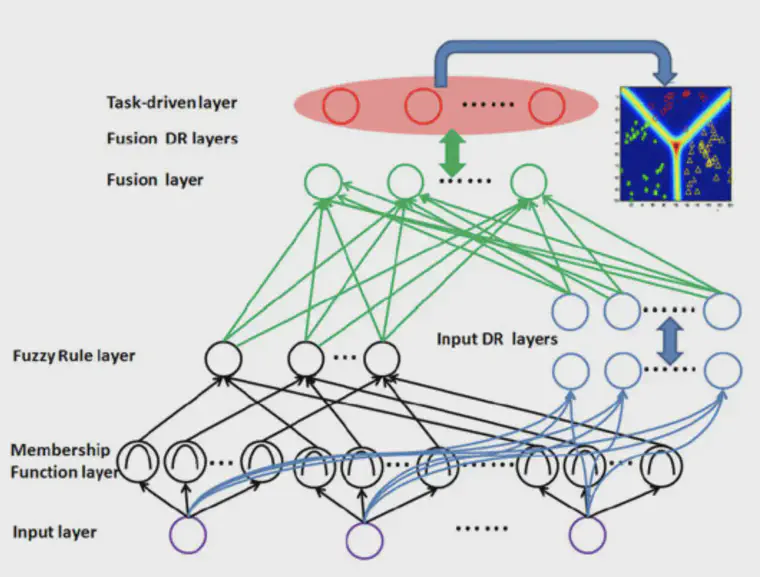 Task-driven layer
Fusion DR layers
Fusion layer
Input DR layers
Fuzzy Rule layer
Membership
Function layer
Input layer